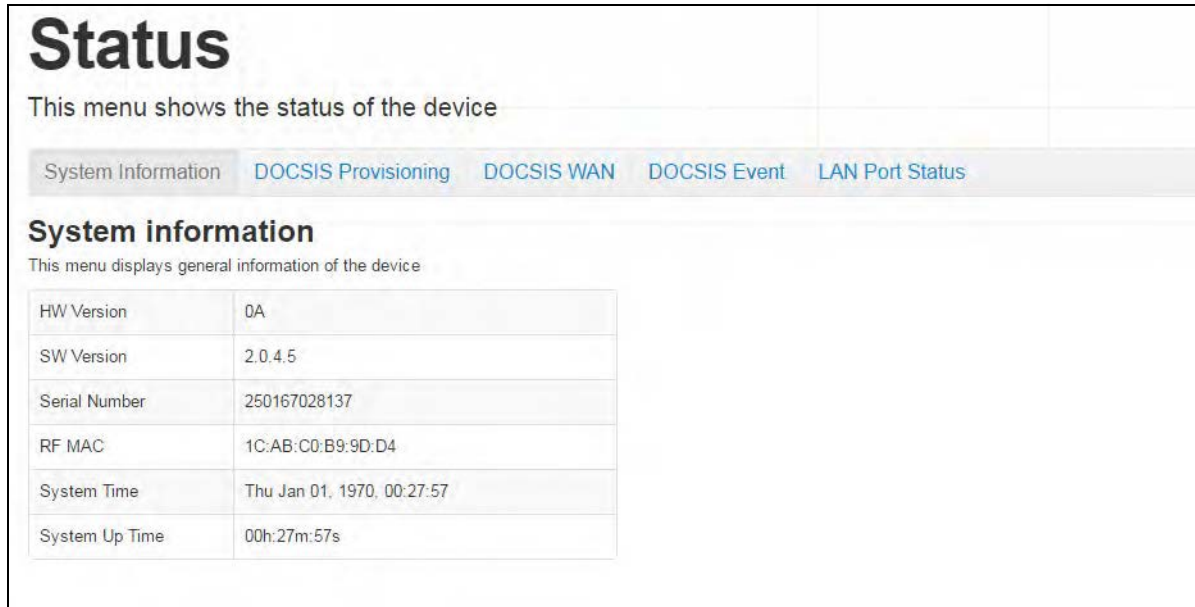 Status
This menu shows the status of the device
System Information DOCSIS Provisioning DOCSIS WAN DOCSIS Event LAN Port Status
System information
This menu displays general information of the device
HW Version 0A
SW Version 2.0.4.5
Serial Number 250167028137
RF MAC 1C:AB:C0:B9:9D:D4
System Time Thu Jan 01, 1970, 00:27:57
System Up Time 00h:27m:57s